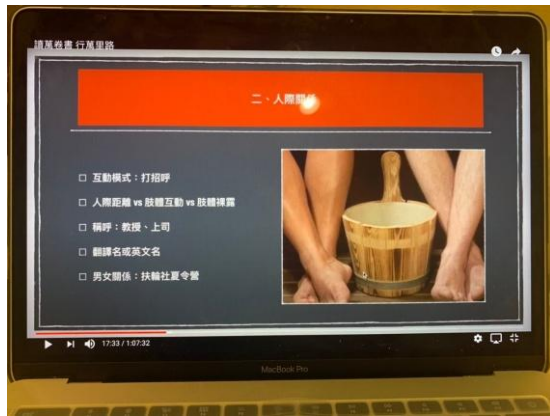 讀萬卷書 行萬里路
二、人際關係
□ 互動模式：打招呼
□ 人際距離 vs 肢體互動 vs 肢體裸露
□ 稱呼：教授、上司
□ 翻譯名或英文名
□ 男女關係：扶輪社夏令營
17:33 / 1:07:32
MacBook Pro